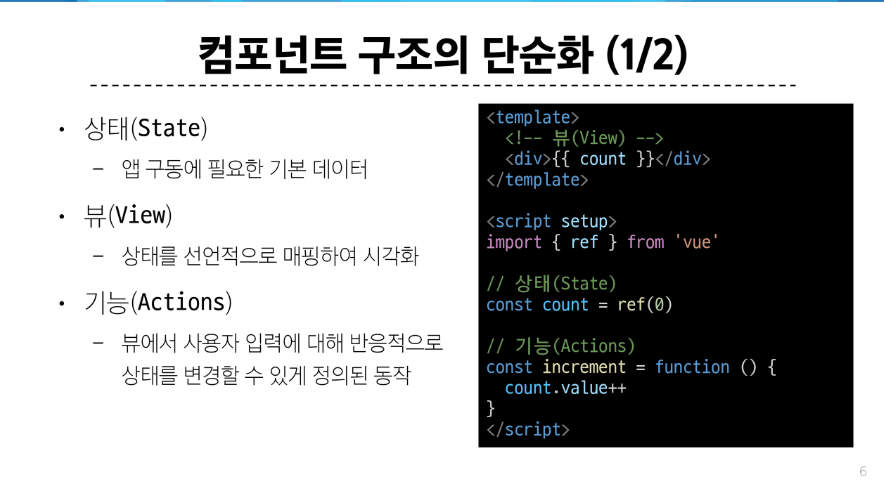 컴포넌트 구조의 단순화 (1/2)
• 상태(State)
– 앱 구동에 필요한 기본 데이터
• 뷰(View)
– 상태를 선언적으로 매핑하여 시각화
• 기능(Actions)
– 뷰에서 사용자 입력에 대해 반응적으로
상태를 변경할 수 있게 정의된 동작
<template>
  <!-- 뷰(View) -->
  <div>{{ count }}</div>
</template>

<script setup>
import { ref } from 'vue'

// 상태(State)
const count = ref(0)

// 기능(Actions)
const increment = function () {
  count.value++
}
</script>
6